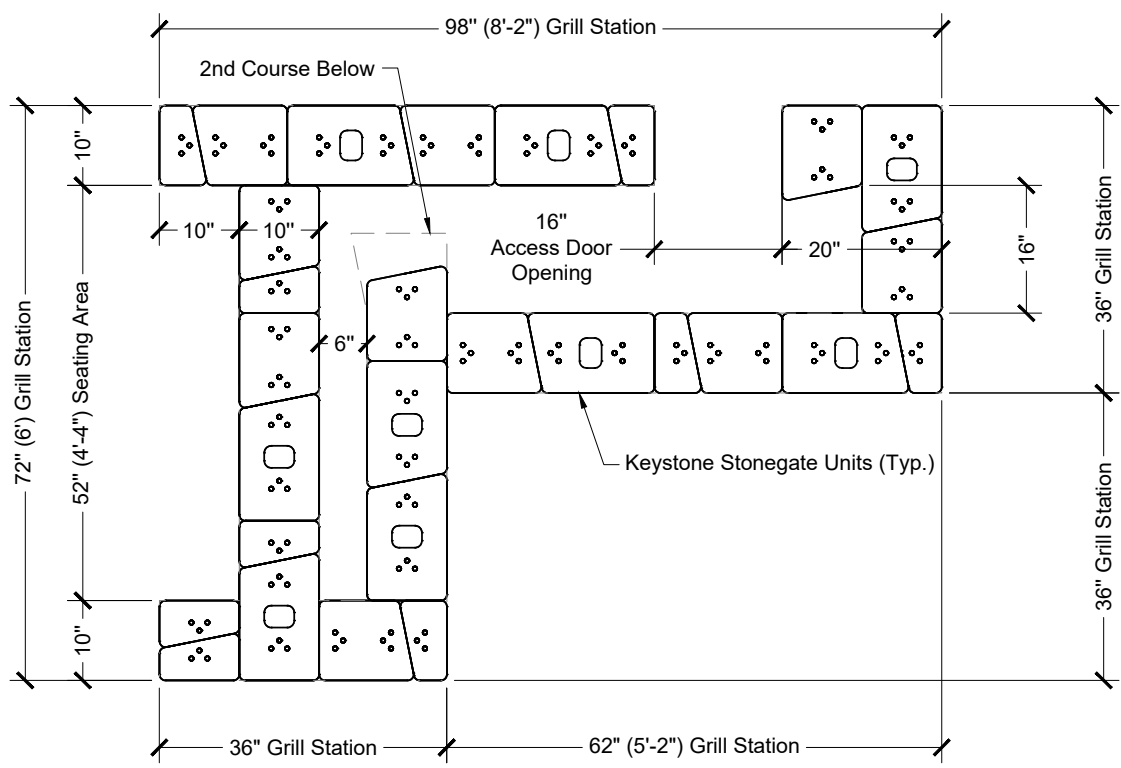 98" (8'-2") Grill Station
2nd Course Below
10"
10"
10"
16"
Access Door
Opening
20"
16"
36" Grill Station
72" (6') Grill Station
52" (4'-4") Seating Area
6"
Keystone Stonegate Units (Typ.)
36" Grill Station
10"
36" Grill Station
62" (5'-2") Grill Station